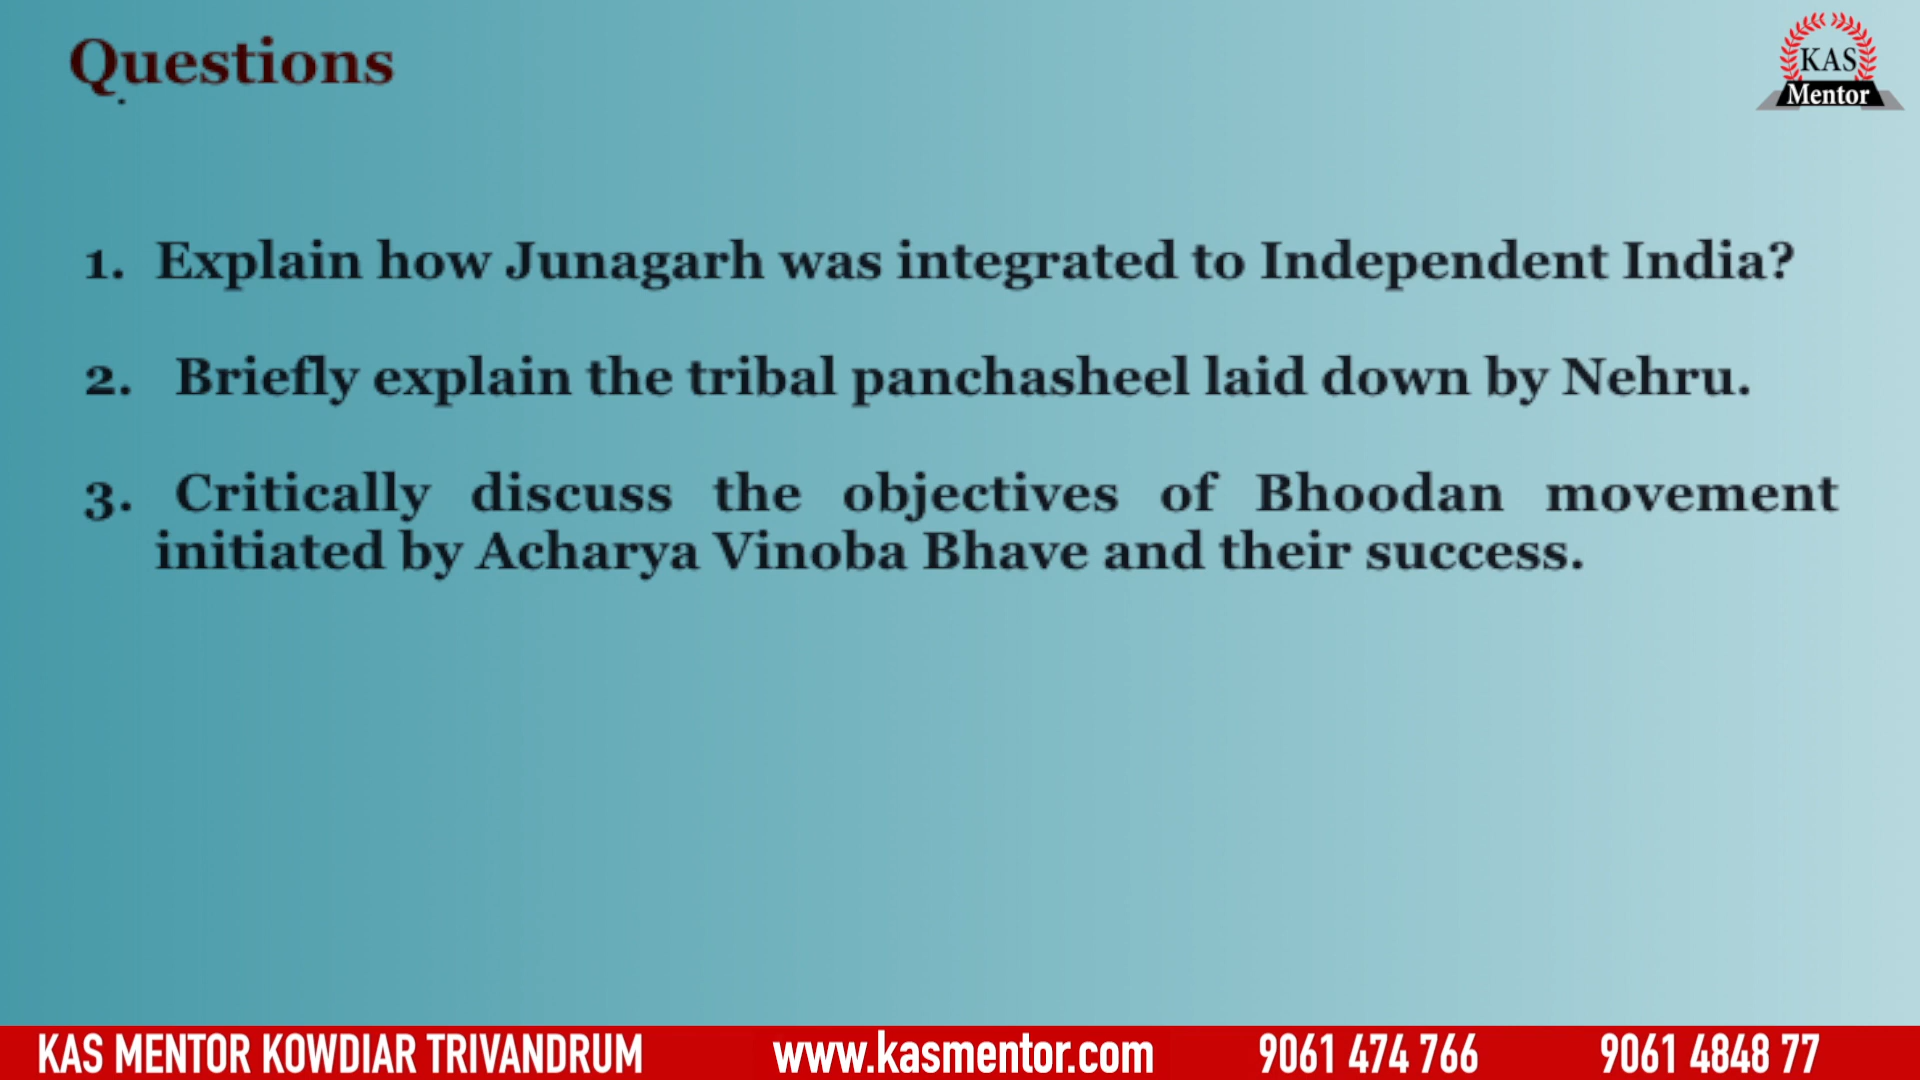 Questions
KAS
Mentor
1. Explain how Junagarh was integrated to Independent India?
2. Briefly explain the tribal panchasheel laid down by Nehru.
3. Critically discuss the objectives of Bhoodan movement
initiated by Acharya Vinoba Bhave and their success.
KAS MENTOR KOWDIAR TRIVANDRUM www.kasmentor.com 9061 474 766 9061 4848 77